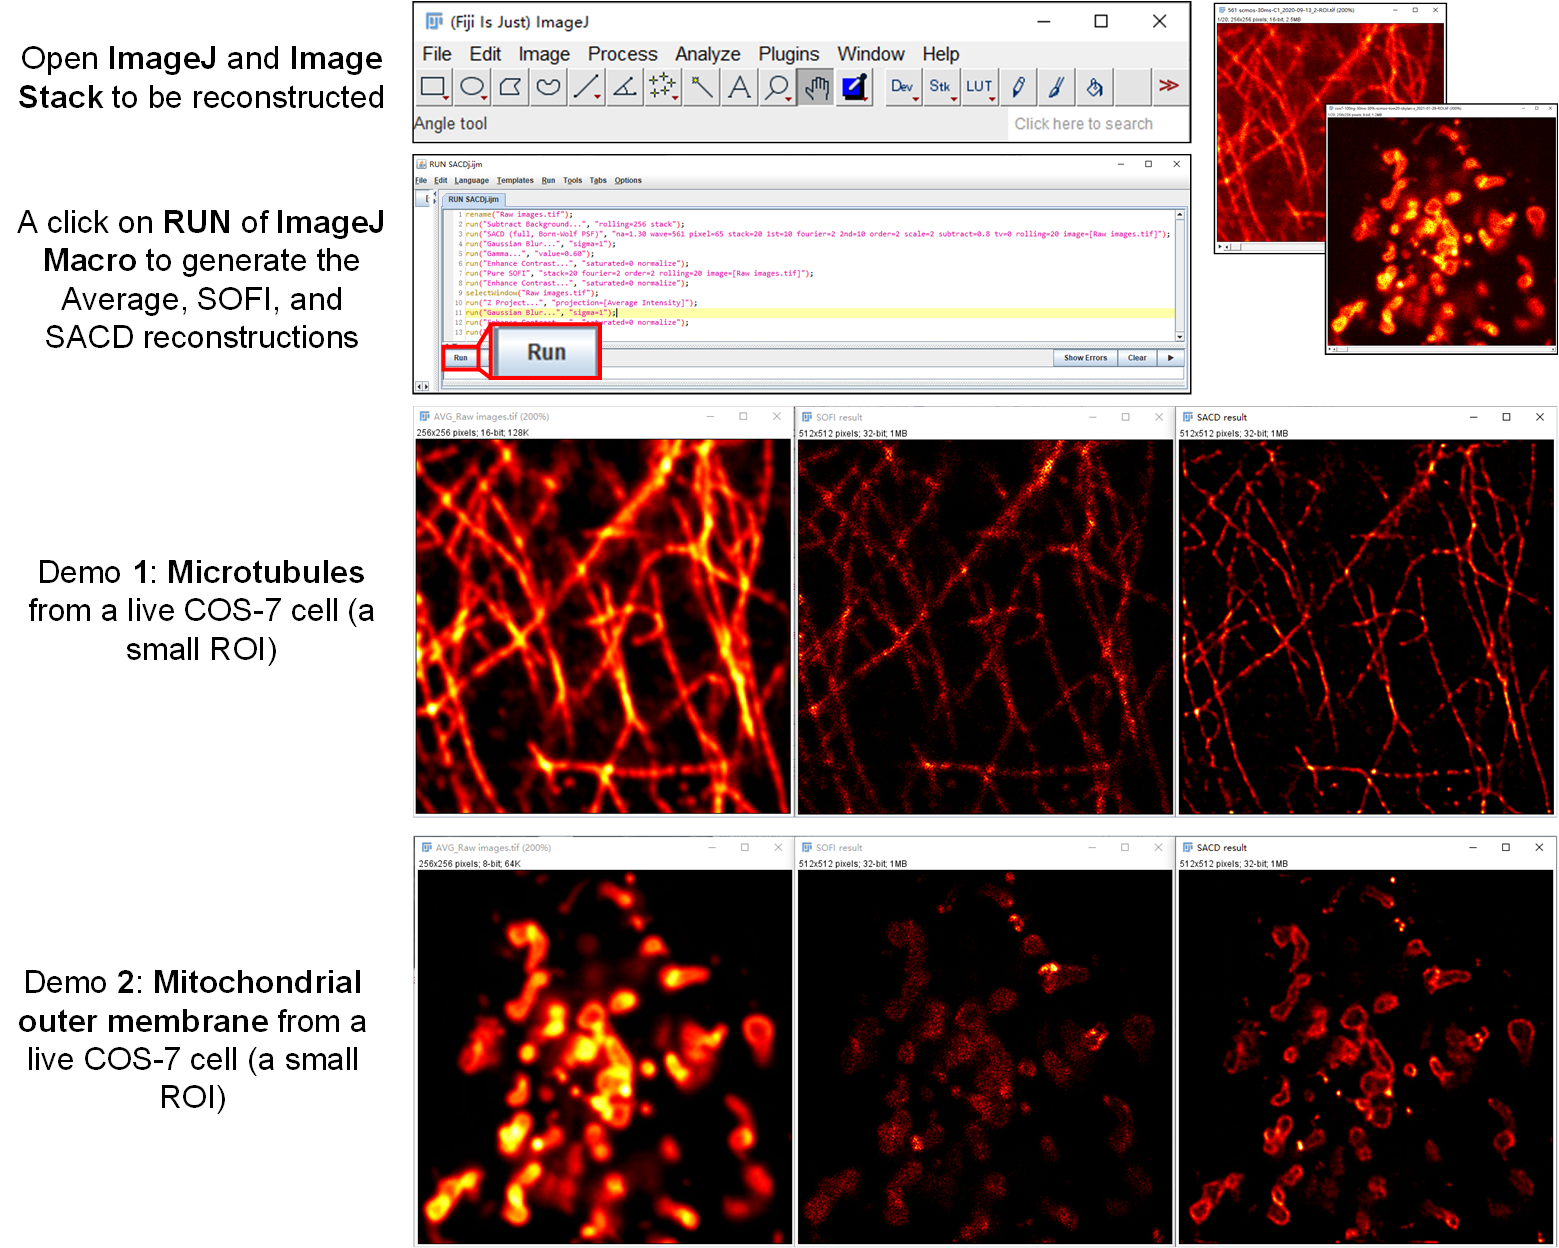 Open ImageJ and Image
Stack to be reconstructed
(Fiji Is Just) ImageJ
File Edit Image Process Analyze Plugins Window Help
Dev Stk LUT
Angle tool
Click here to search
561 scmos-30ms-C1_2020-09-13_2-ROI.tif (200%)
1/20; 256x256 pixels; 16-bit; 2.5MB
A click on RUN of ImageJ
Macro to generate the
Average, SOFI, and
SACD reconstructions
RUN SACDj.ijm
File Edit Language Templates Run Tools Tabs Options
RUN SACDj.ijm
1 rename("Raw images.tif");
2 run("Subtract Background...", "rolling=256 stack");
3 run("SACD (full, Born-Wolf PSF)", "na=1.30 wave=561 pixel=65 stack=20 1st=10 fourier=2 2nd=10 order=2 scale=2 subtract=0.8 tv=0 rolling=20 image=[Raw images.tif]");
4 run("Gaussian Blur...", "sigma=1");
5 run("Gamma...", "value=0.60");
6 run("Enhance Contrast...", "saturated=0 normalize");
7 run("Pure SOFI", "stack=20 fourier=2 order=2 rolling=20 image=[Raw images.tif]");
8 run("Enhance Contrast...", "saturated=0 normalize");
9 selectWindow("Raw images.tif");
10 run("Z Project...", "projection=[Average Intensity]");
11 run("Gaussian Blur...", "sigma=1");
12 run("Enhance Contrast...", "saturated=0 normalize");
13
Run
Run
Show Errors Clear
AVG_Raw images.tif (200%)
256x256 pixels; 16-bit; 128K
SOFI result
512x512 pixels; 32-bit; 1MB
SACD result
512x512 pixels; 32-bit; 1MB
Demo 1: Microtubules
from a live COS-7 cell (a
small ROI)
AVG_Raw images.tif (200%)
256x256 pixels; 8-bit; 64K
SOFI result
512x512 pixels; 32-bit; 1MB
SACD result
512x512 pixels; 32-bit; 1MB
Demo 2: Mitochondrial
outer membrane from a
live COS-7 cell (a small
ROI)